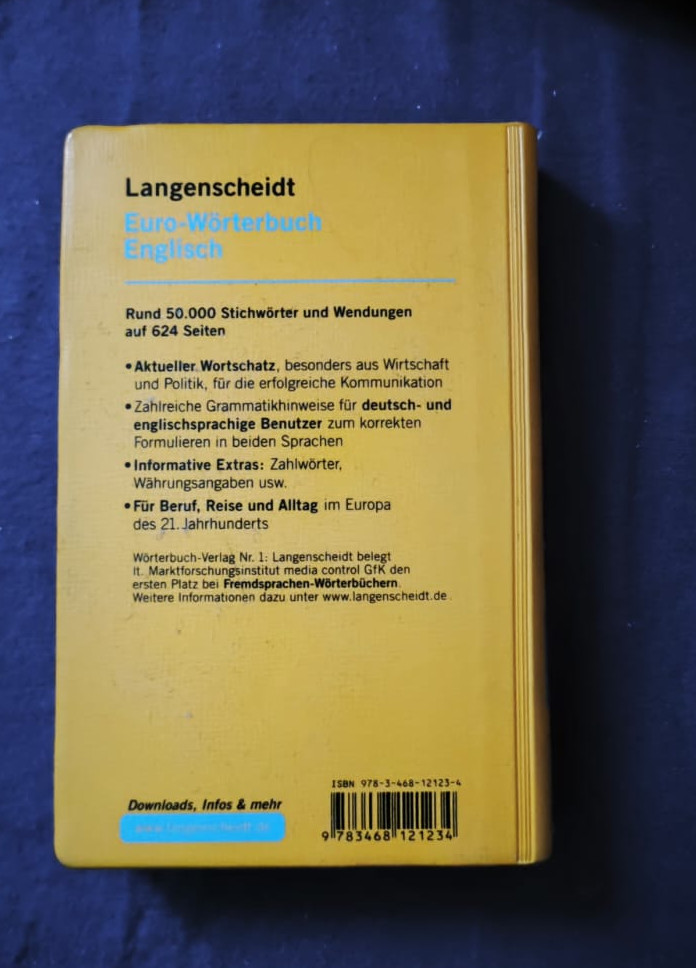 Langenscheidt
Euro-Wörterbuch
Englisch
Rund 50.000 Stichwörter und Wendungen
auf 624 Seiten
• Aktueller Wortschatz, besonders aus Wirtschaft
und Politik, für die erfolgreiche Kommunikation
• Zahlreiche Grammatikhinweise für deutsch- und
englischsprachige Benutzer zum korrekten
Formulieren in beiden Sprachen
• Informative Extras: Zahlwörter,
Währungsangaben usw.
• Für Beruf, Reise und Alltag im Europa
des 21. Jahrhunderts
Wörterbuch-Verlag Nr. 1: Langenscheidt belegt
lt. Marktforschungsinstitut media control GfK den
ersten Platz bei Fremdsprachen-Wörterbüchern.
Weitere Informationen dazu unter www.langenscheidt.de.
ISBN 978-3-468-12123-4
Downloads, Infos & mehr
www.langenscheidt.de
9 783468 121234